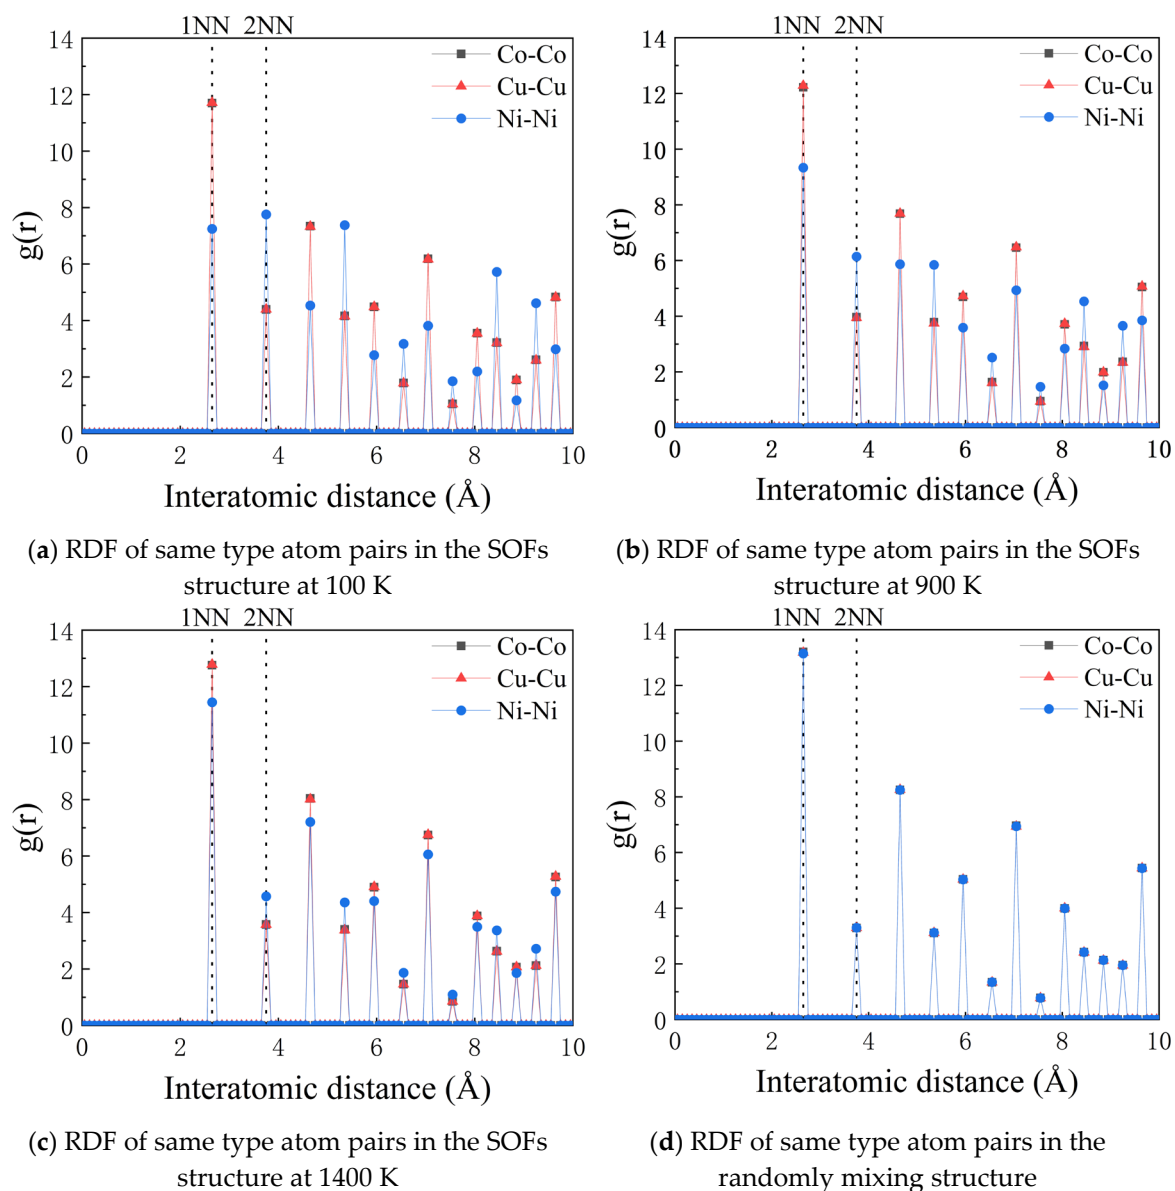 1NN 2NN
14
12
10
8
6
4
2
0
g(r)
Co-Co
Cu-Cu
Ni-Ni
0 2 4 6 8 10
Interatomic distance (Å)
(a) RDF of same type atom pairs in the SOFs
structure at 100 K
1NN 2NN
14
12
10
8
6
4
2
0
g(r)
Co-Co
Cu-Cu
Ni-Ni
0 2 4 6 8 10
Interatomic distance (Å)
(b) RDF of same type atom pairs in the SOFs
structure at 900 K
1NN 2NN
14
12
10
8
6
4
2
0
g(r)
Co-Co
Cu-Cu
Ni-Ni
0 2 4 6 8 10
Interatomic distance (Å)
(c) RDF of same type atom pairs in the SOFs
structure at 1400 K
1NN 2NN
14
12
10
8
6
4
2
0
g(r)
Co-Co
Cu-Cu
Ni-Ni
0 2 4 6 8 10
Interatomic distance (Å)
(d) RDF of same type atom pairs in the
randomly mixing structure